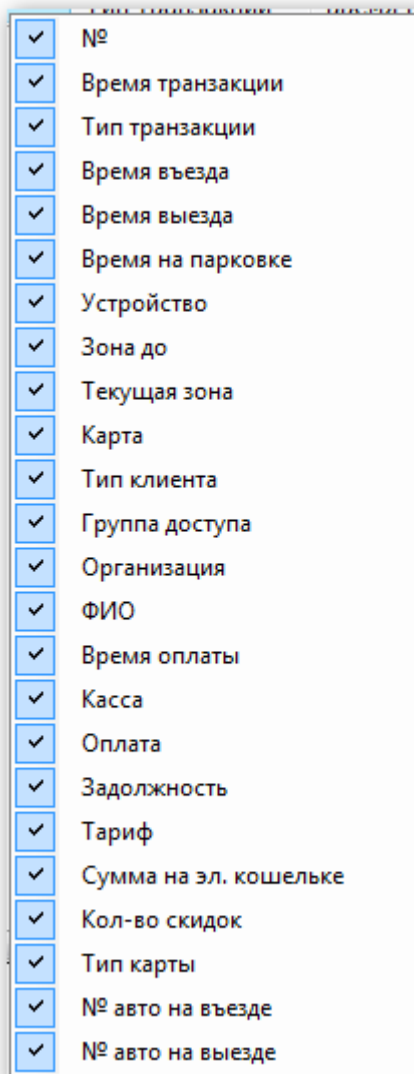 №
Время транзакции
Тип транзакции
Время въезда
Время выезда
Время на парковке
Устройство
Зона до
Текущая зона
Карта
Тип клиента
Группа доступа
Организация
ФИО
Время оплаты
Касса
Оплата
Задолжность
Тариф
Сумма на эл. кошельке
Кол-во скидок
Тип карты
№ авто на въезде
№ авто на выезде